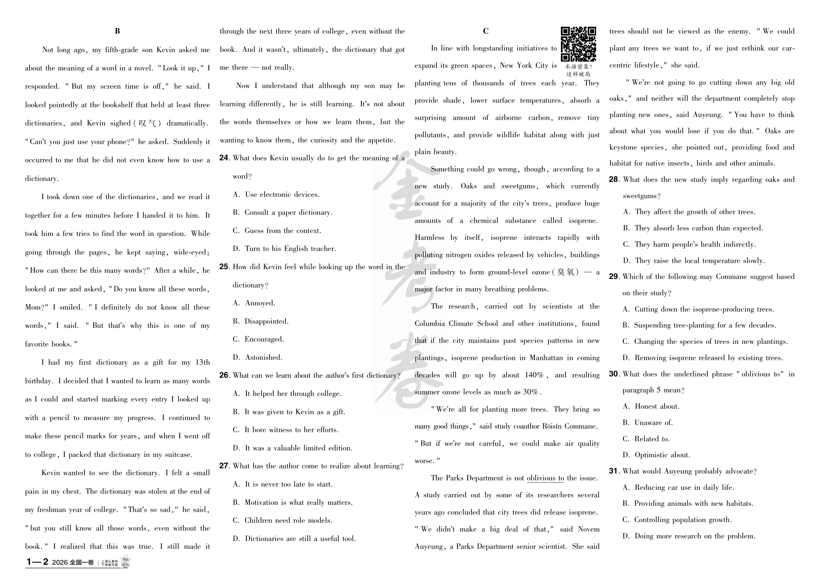 B
Not long ago, my fifth-grade son Kevin asked me
about the meaning of a word in a novel. "Look it up," I
responded. "But my screen time is off," he said. I
looked pointedly at the bookshelf that held at least three
dictionaries, and Kevin sighed (叹气) dramatically.
"Can't you just use your phone?" he asked. Suddenly it
occurred to me that he did not even know how to use a
dictionary.
I took down one of the dictionaries, and we read it
together for a few minutes before I handed it to him. It
took him a few tries to find the word in question. While
going through the pages, he kept saying, wide-eyed;
"How can there be this many words?" After a while, he
looked at me and asked, "Do you know all these words,
Mom?" I smiled. "I definitely do not know all these
words," I said. "But that's why this is one of my
favorite books."
I had my first dictionary as a gift for my 13th
birthday. I decided that I wanted to learn as many words
as I could and started marking every entry I looked up
with a pencil to measure my progress. I continued to
make these pencil marks for years, and when I went off
to college, I packed that dictionary in my suitcase.
Kevin wanted to see the dictionary. I felt a small
pain in my chest. The dictionary was stolen at the end of
my freshman year of college. "That's so sad," he said,
"but you still know all those words, even without the
book." I realized that this was true. I still made it
1—2 2026 全国一卷
through the next three years of college, even without the
book. And it wasn't, ultimately, the dictionary that got
me there — not really.
Now I understand that although my son may be
learning differently, he is still learning. It's not about
the words themselves or how we learn them, but the
wanting to know them, the curiosity and the appetite.
24. What does Kevin usually do to get the meaning of a
word?
A. Use electronic devices.
B. Consult a paper dictionary.
C. Guess from the context.
D. Turn to his English teacher.
25. How did Kevin feel while looking up the word in the
dictionary?
A. Annoyed.
B. Disappointed.
C. Encouraged.
D. Astonished.
26. What can we learn about the author's first dictionary?
A. It helped her through college.
B. It was given to Kevin as a gift.
C. It bore witness to her efforts.
D. It was a valuable limited edition.
27. What has the author come to realize about learning?
A. It is never too late to start.
B. Motivation is what really matters.
C. Children need role models.
D. Dictionaries are still a useful tool.
金考卷
C
In line with longstanding initiatives to
expand its green spaces, New York City is
planting tens of thousands of trees each year. They
provide shade, lower surface temperatures, absorb a
surprising amount of airborne carbon, remove tiny
pollutants, and provide wildlife habitat along with just
plain beauty.
Something could go wrong, though, according to a
new study. Oaks and sweetgums, which currently
account for a majority of the city's trees, produce huge
amounts of a chemical substance called isoprene.
Harmless by itself, isoprene interacts rapidly with
polluting nitrogen oxides released by vehicles, buildings
and industry to form ground-level ozone (臭氧) — a
major factor in many breathing problems.
The research, carried out by scientists at the
Columbia Climate School and other institutions, found
that if the city maintains past species patterns in new
plantings, isoprene production in Manhattan in coming
decades will go up by about 140%, and resulting
summer ozone levels as much as 30%.
"We're all for planting more trees. They bring so
many good things," said study coauthor Róisín Commane.
"But if we're not careful, we could make air quality
worse."
The Parks Department is not oblivious to the issue.
A study carried out by some of its researchers several
years ago concluded that city trees did release isoprene.
"We didn't make a big deal of that," said Novem
Auyeung, a Parks Department senior scientist. She said
trees should not be viewed as the enemy. "We could
plant any trees we want to, if we just rethink our car-
centric lifestyle," she said.
"We're not going to go cutting down any big old
oaks," and neither will the department completely stop
planting new ones, said Auyeung. "You have to think
about what you would lose if you do that." Oaks are
keystone species, she pointed out, providing food and
habitat for native insects, birds and other animals.
28. What does the new study imply regarding oaks and
sweetgums?
A. They affect the growth of other trees.
B. They absorb less carbon than expected.
C. They harm people's health indirectly.
D. They raise the local temperature slowly.
29. Which of the following may Commane suggest based
on their study?
A. Cutting down the isoprene-producing trees.
B. Suspending tree-planting for a few decades.
C. Changing the species of trees in new plantings.
D. Removing isoprene released by existing trees.
30. What does the underlined phrase "oblivious to" in
paragraph 5 mean?
A. Honest about.
B. Unaware of.
C. Related to.
D. Optimistic about.
31. What would Auyeung probably advocate?
A. Reducing car use in daily life.
B. Providing animals with new habitats.
C. Controlling population growth.
D. Doing more research on the problem.